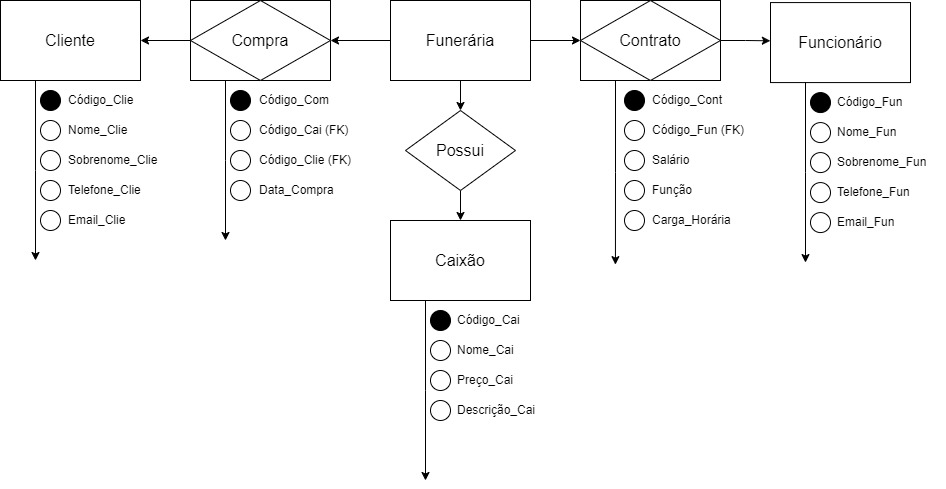 Cliente
Compra
Funerária
Contrato
Funcionário
Código_Clie
Nome_Clie
Sobrenome_Clie
Telefone_Clie
Email_Clie
Código_Com
Código_Cai (FK)
Código_Clie (FK)
Data_Compra
Possui
Caixão
Código_Cai
Nome_Cai
Preço_Cai
Descrição_Cai
Código_Cont
Código_Fun (FK)
Salário
Função
Carga_Horária
Código_Fun
Nome_Fun
Sobrenome_Fun
Telefone_Fun
Email_Fun